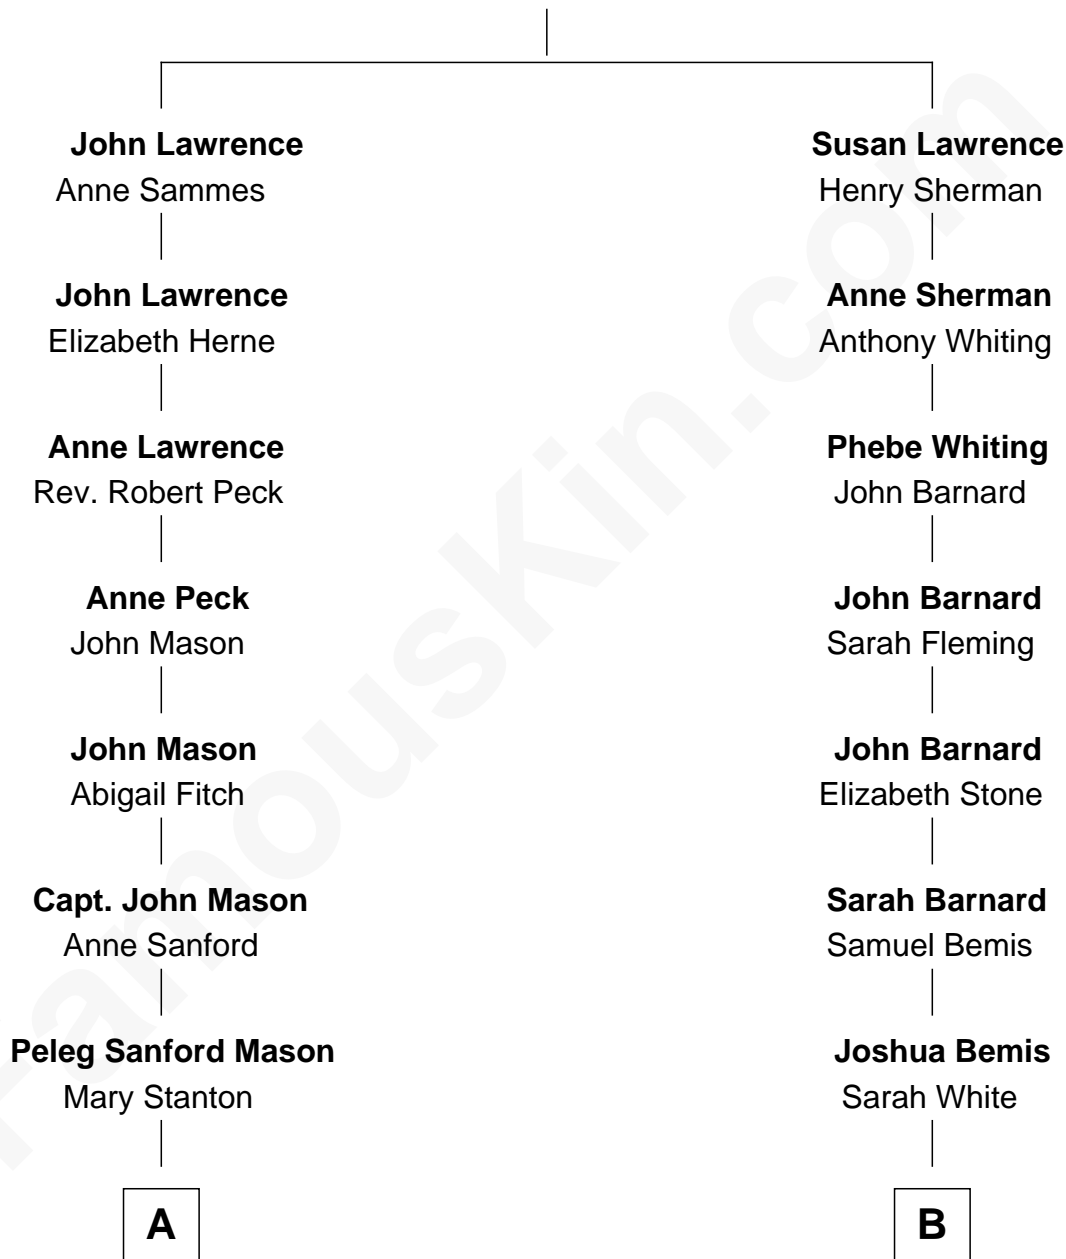 John Lawrence
Anne Sammes
John Lawrence
Elizabeth Herne
Anne Lawrence
Rev. Robert Peck
Anne Peck
John Mason
John Mason
Abigail Fitch
Capt. John Mason
Anne Sanford
Peleg Sanford Mason
Mary Stanton
A
Susan Lawrence
Henry Sherman
Anne Sherman
Anthony Whiting
Phebe Whiting
John Barnard
John Barnard
Sarah Fleming
John Barnard
Elizabeth Stone
Sarah Barnard
Samuel Bemis
Joshua Bemis
Sarah White
B
FamousKin.com